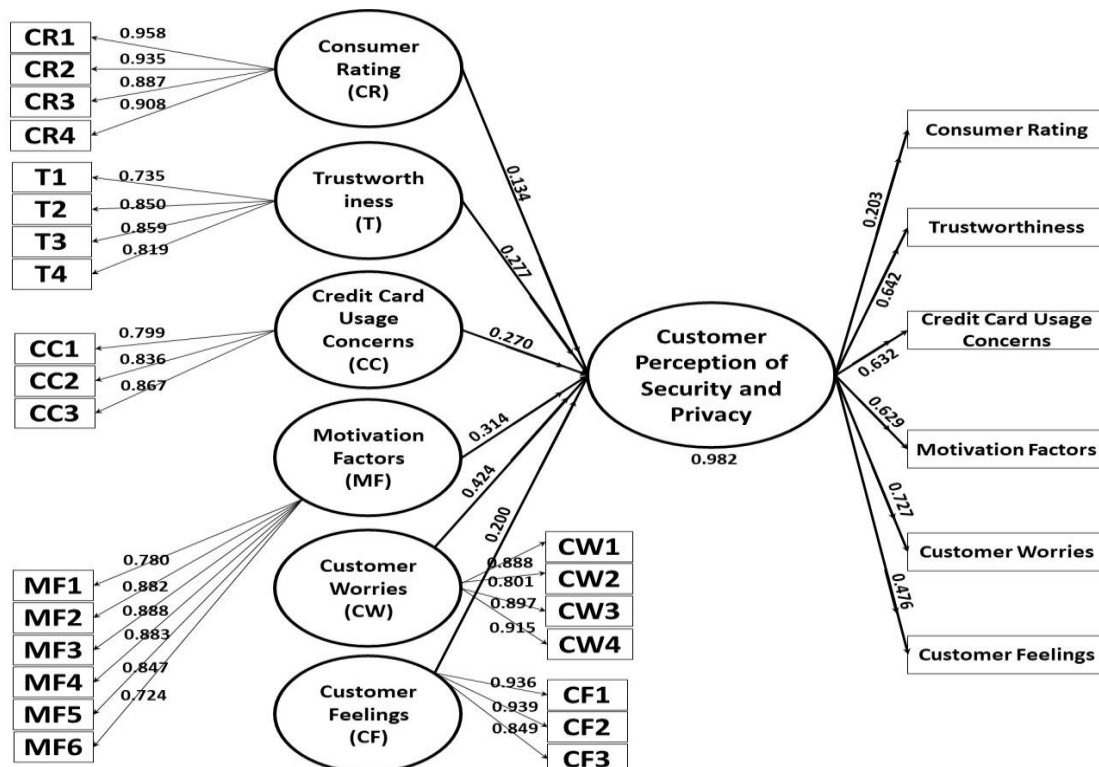 CR1
CR2
CR3
CR4
0.958
0.935
0.887
0.908
Consumer
Rating
(CR)
T1
T2
T3
T4
0.735
0.850
0.859
0.819
Trustworth
iness
(T)
CC1
CC2
CC3
0.799
0.836
0.867
Credit Card
Usage
Concerns
(CC)
MF1
MF2
MF3
MF4
MF5
MF6
0.780
0.882
0.888
0.883
0.847
0.724
Motivation
Factors
(MF)
Customer
Worries
(CW)
0.888
0.801
0.897
0.915
CW1
CW2
CW3
CW4
Customer
Feelings
(CF)
0.936
0.939
0.849
CF1
CF2
CF3
0.134
0.277
0.270
0.314
0.424
0.200
Customer
Perception of
Security and
Privacy
0.982
0.203
0.642
0.632
0.629
0.727
0.476
Consumer Rating
Trustworthiness
Credit Card Usage
Concerns
Motivation Factors
Customer Worries
Customer Feelings